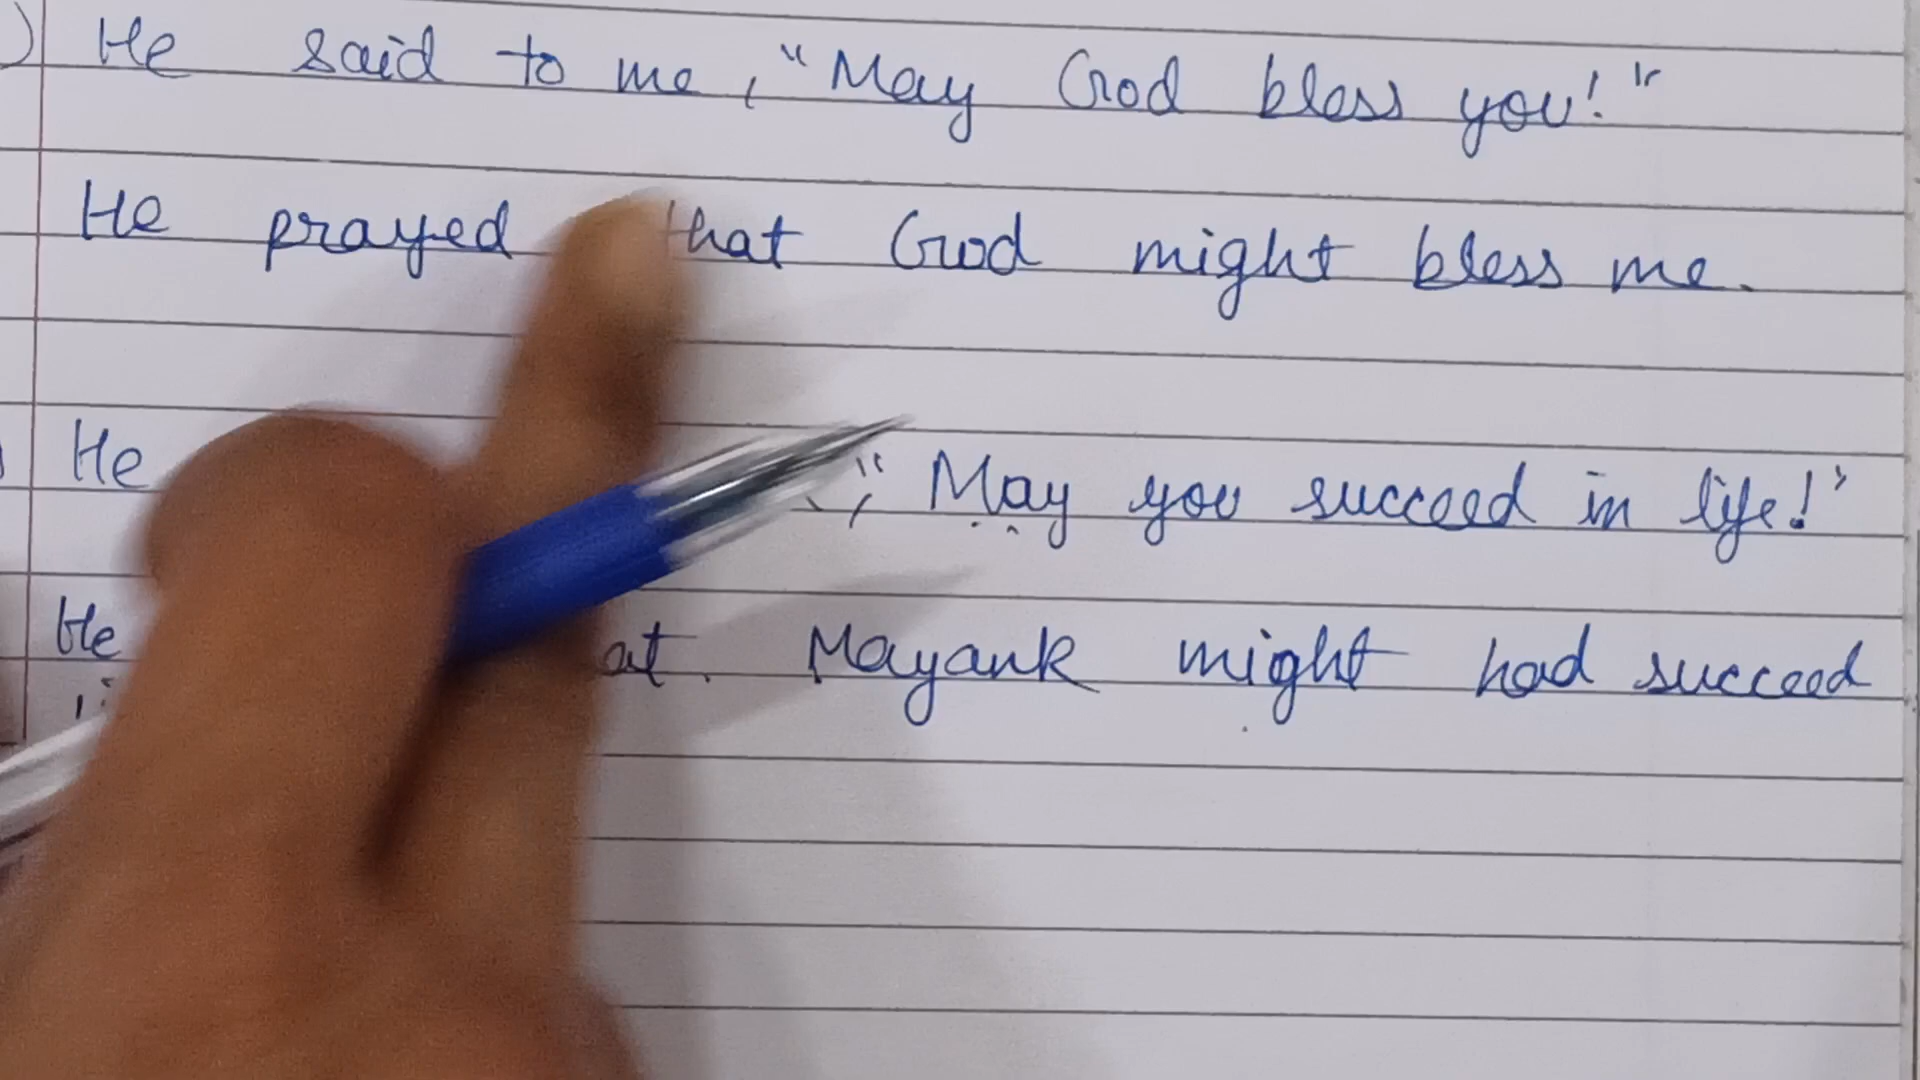 ) He said to me, "May God bless you!"
He prayed that God might bless me.
He , " May you succeed in life!"
He at. Mayank might had succeed